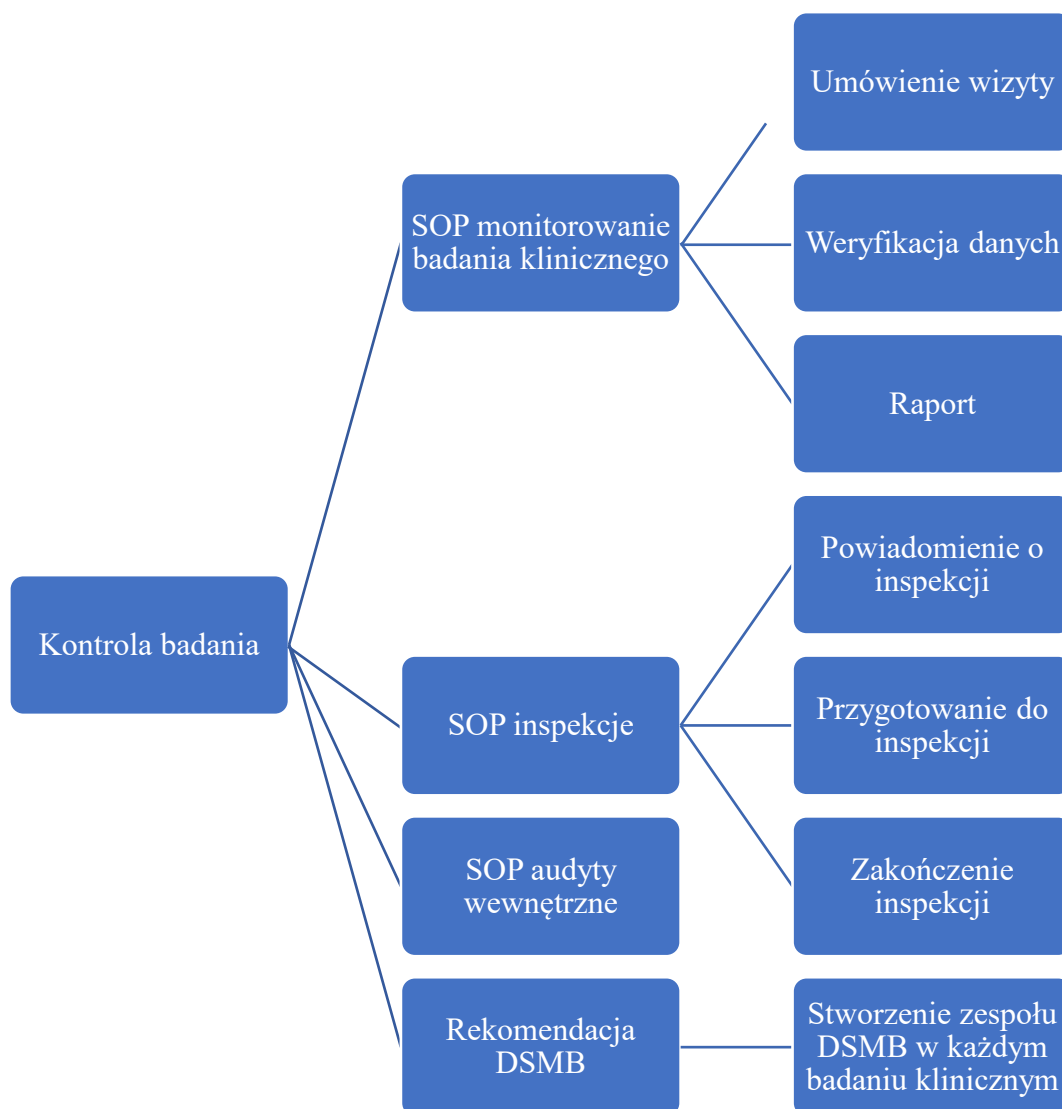 Kontrola badania
SOP monitorowanie
badania klinicznego
Umówienie wizyty
Weryfikacja danych
Raport
SOP inspekcje
Powiadomienie o
inspekcji
Przygotowanie do
inspekcji
Zakończenie
inspekcji
SOP audyty
wewnętrzne
Rekomendacja
DSMB
Stworzenie zespołu
DSMB w każdym
badaniu klinicznym